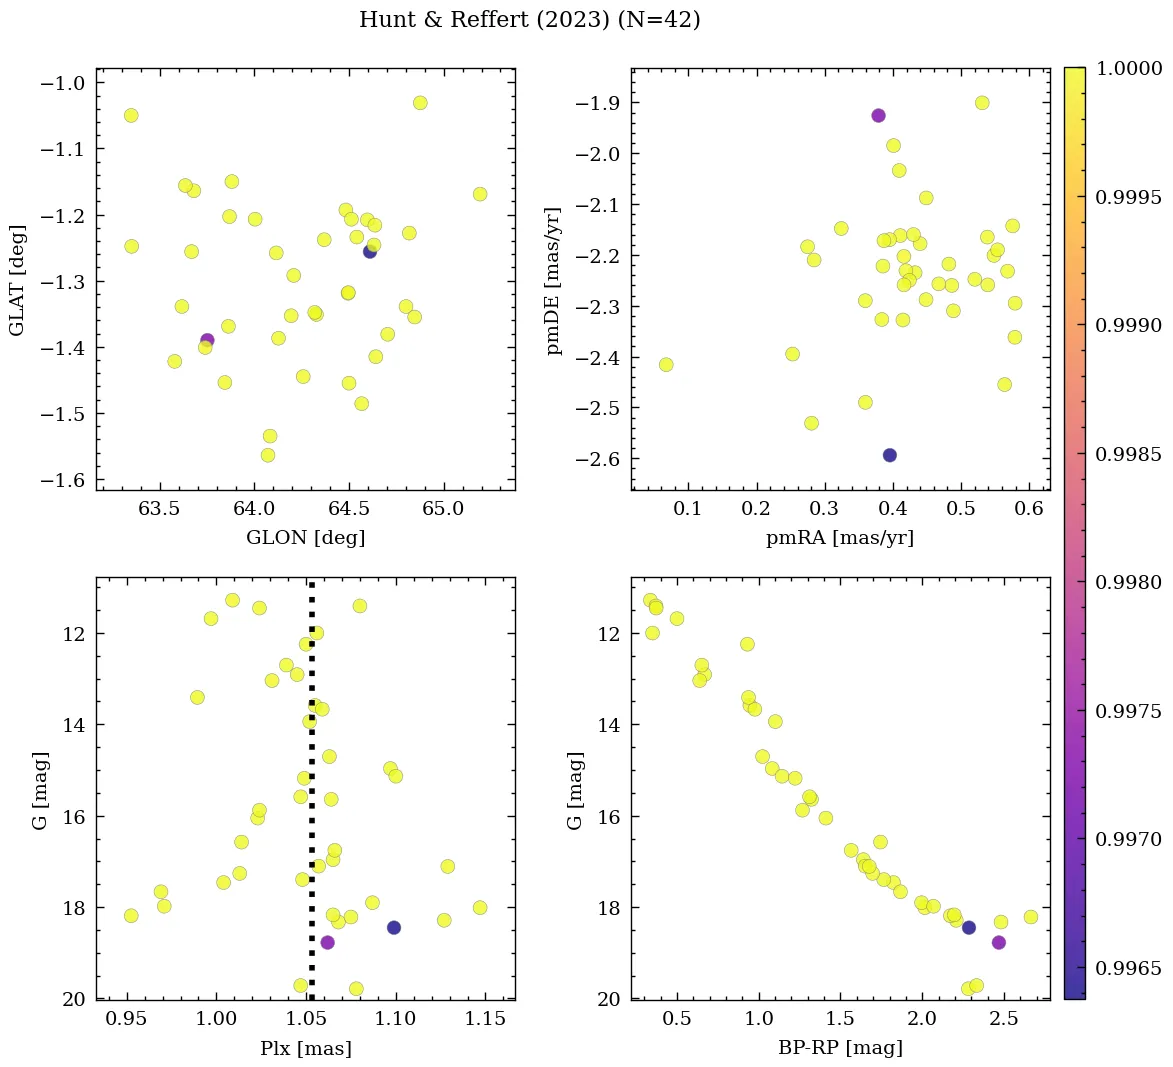 Hunt & Reffert (2023) (N=42)
−1.0
−1.1
−1.2
−1.3
−1.4
−1.5
−1.6
GLAT [deg]
63.5 64.0 64.5 65.0
GLON [deg]
−1.9
−2.0
−2.1
−2.2
−2.3
−2.4
−2.5
−2.6
pmDE [mas/yr]
0.1 0.2 0.3 0.4 0.5 0.6
pmRA [mas/yr]
12
14
16
18
20
G [mag]
0.95 1.00 1.05 1.10 1.15
Plx [mas]
12
14
16
18
20
G [mag]
0.5 1.0 1.5 2.0 2.5
BP-RP [mag]
1.0000
0.9995
0.9990
0.9985
0.9980
0.9975
0.9970
0.9965